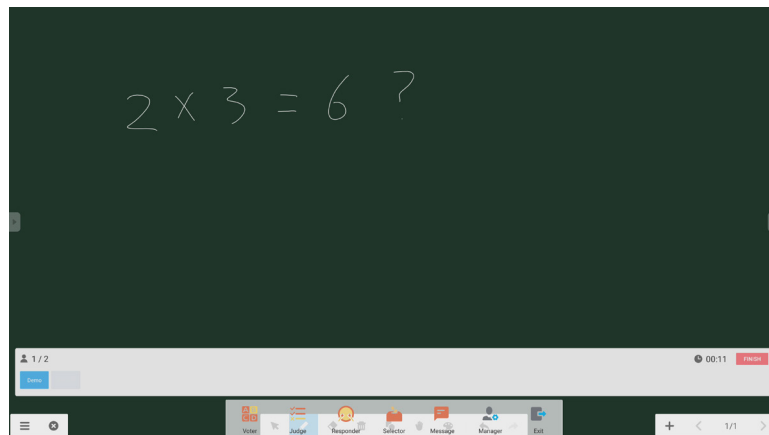 2 × 3 = 6 ?
1 / 2
00:11
FINISH
Demo
Voter
Judge
Responder
Selector
Message
Manager
Exit
1/1